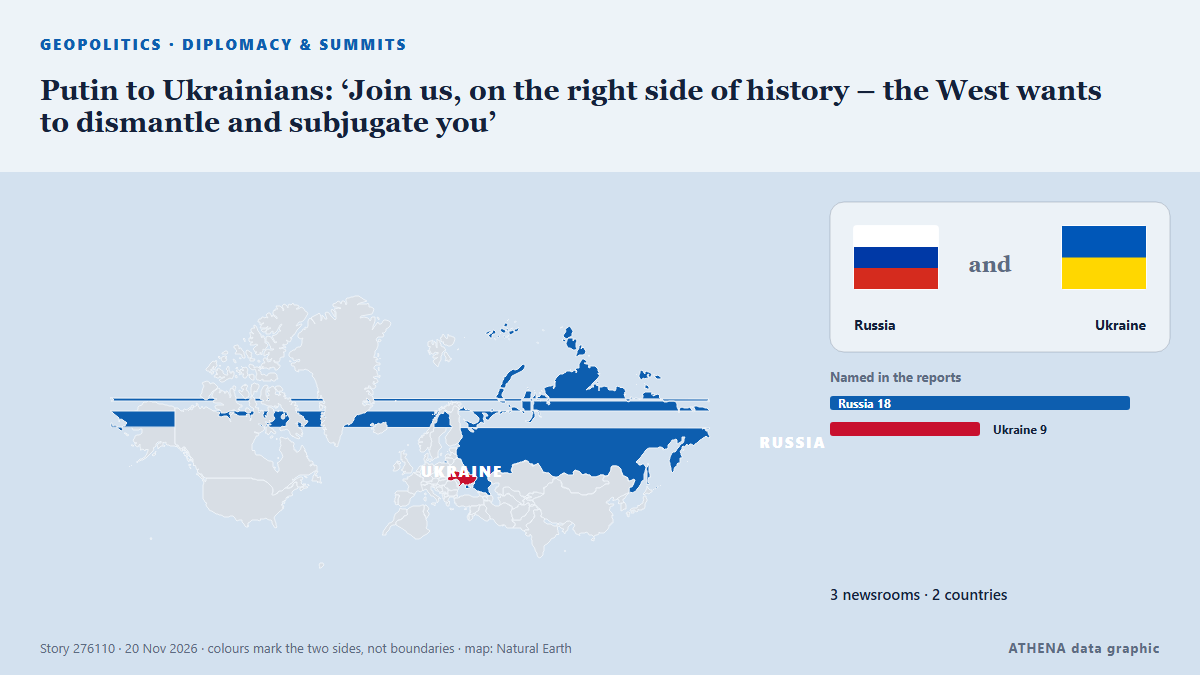 GEOPOLITICS · DIPLOMACY & SUMMITS
Putin to Ukrainians: ‘Join us, on the right side of history – the West wants
to dismantle and subjugate you’
and
Russia
Ukraine
Named in the reports
Russia 18
Ukraine 9
RUSSIA
UKRAINE
3 newsrooms · 2 countries
Story 276110 · 20 Nov 2026 · colours mark the two sides, not boundaries · map: Natural Earth
ATHENA data graphic